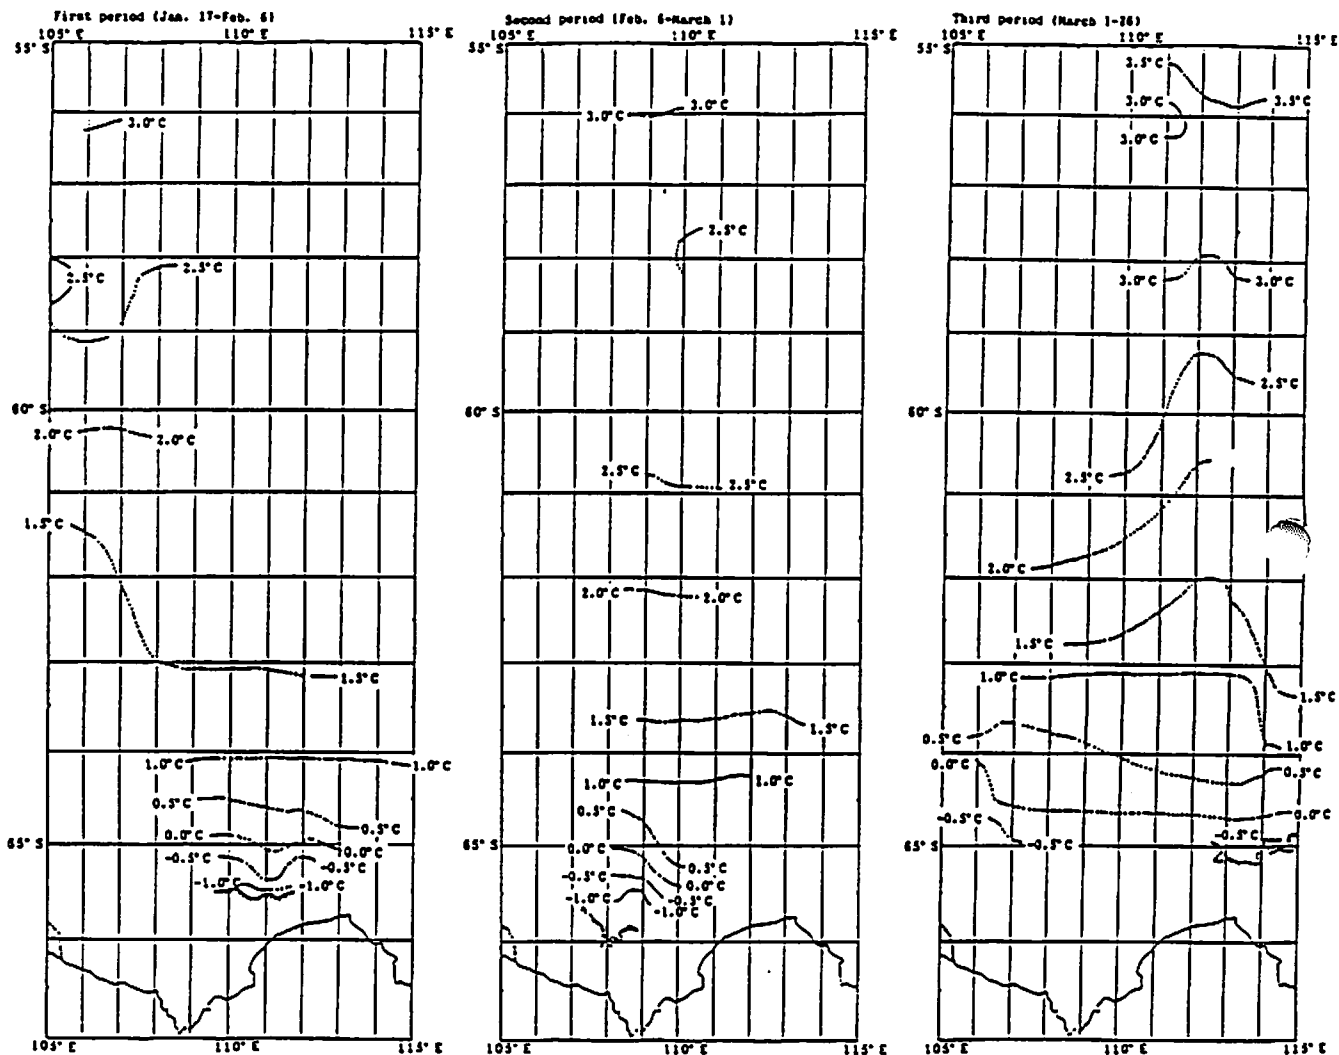 First period (Jan. 17-Feb. 6)
105°E
110°E
115°E
55°S
3.0°C
2.5°C
2.5°C
60°S
2.0°C
2.0°C
1.5°C
1.5°C
1.0°C
1.0°C
0.5°C
0.5°C
0.0°C
0.0°C
65°S
-0.5°C
-0.5°C
-1.0°C
-1.0°C
105°E
110°E
115°E
Second period (Feb. 6-March 1)
105°E
110°E
115°E
55°S
3.0°C
3.0°C
2.5°C
60°S
2.5°C
2.5°C
2.0°C
2.0°C
1.5°C
1.5°C
1.0°C
1.0°C
0.5°C
65°S
0.0°C
0.5°C
-0.5°C
0.0°C
-1.0°C
-0.5°C
-1.0°C
105°E
110°E
115°E
Third period (March 1-26)
105°E
110°E
115°E
55°S
3.5°C
3.5°C
3.0°C
3.0°C
3.0°C
3.0°C
2.5°C
60°S
2.5°C
2.0°C
1.5°C
1.0°C
1.5°C
0.5°C
1.0°C
0.0°C
0.5°C
-0.5°C
0.0°C
-0.5°C
65°S
-0.5°C
105°E
110°E
115°E